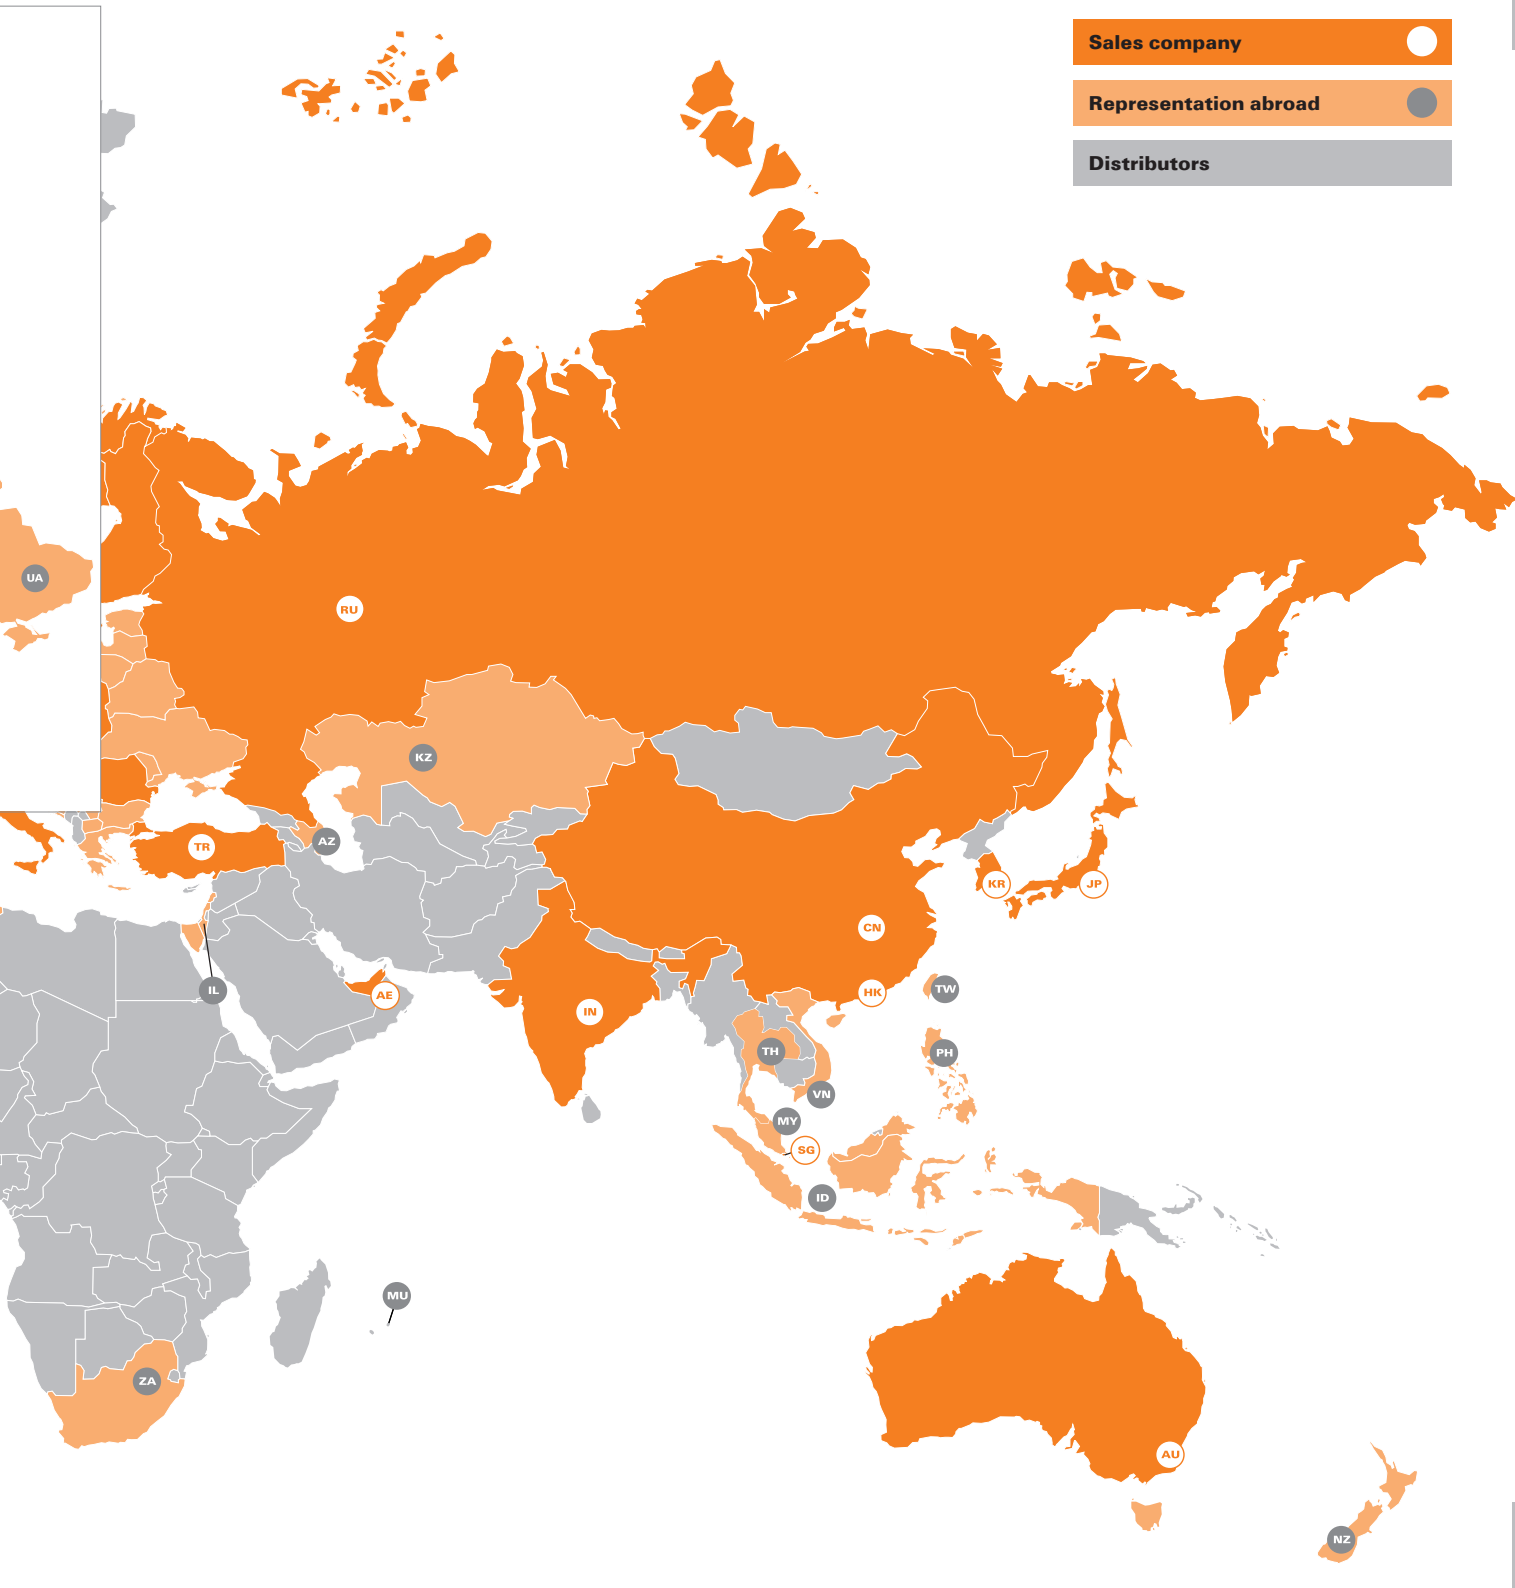 Sales company
Representation abroad
Distributors
UA
RU
KZ
TR
AZ
KR
JP
CN
IL
AE
HK
TW
IN
TH
PH
VN
MY
SG
ID
MU
ZA
AU
NZ